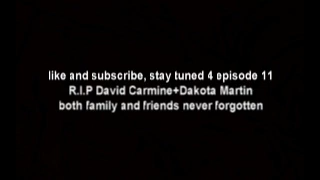 like and subscribe, stay tuned 4 episode 11
R.I.P David Carmine+Dakota Martin
both family and friends never forgotten